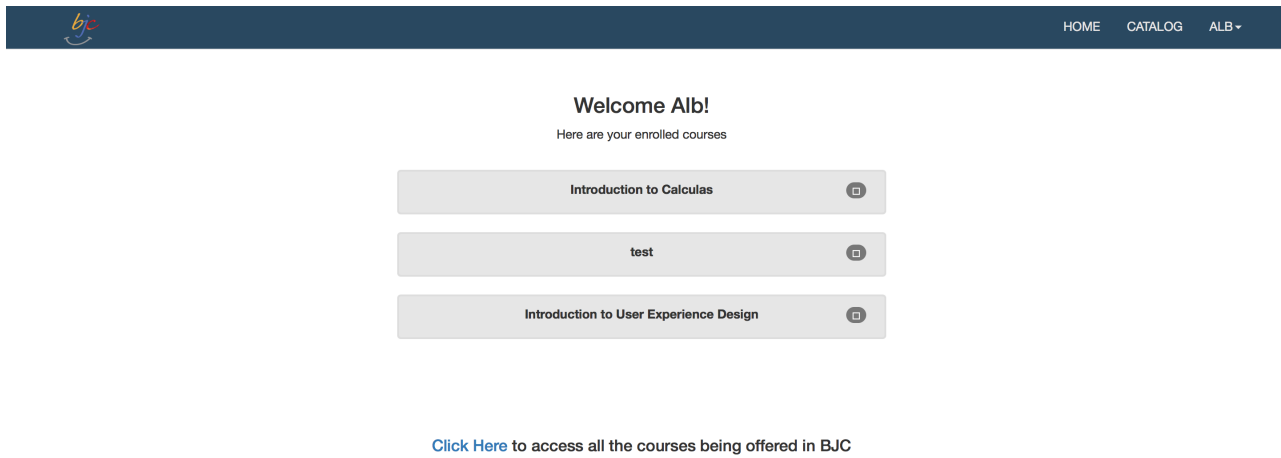 bjc
HOME CATALOG ALB
Welcome Alb!
Here are your enrolled courses
Introduction to Calculas
test
Introduction to User Experience Design
Click Here to access all the courses being offered in BJC